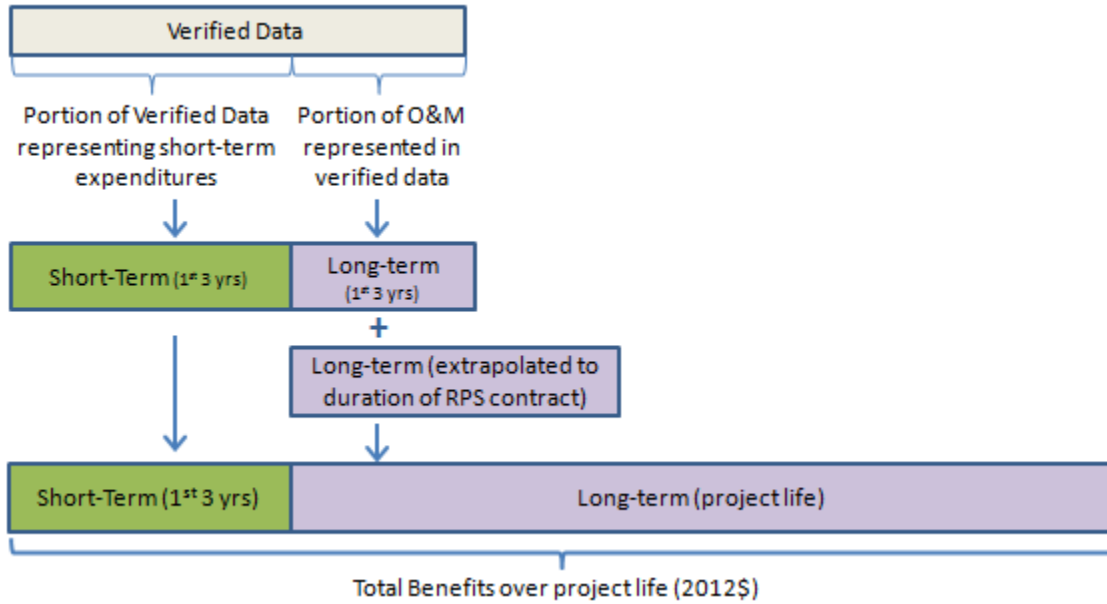 Verified Data
Portion of Verified Data
representing short-term
expenditures
Portion of O&M
represented in
verified data
Short-Term (1st 3 yrs)
Long-term
(1st 3 yrs)
+
Long-term (extrapolated to
duration of RPS contract)
Short-Term (1st 3 yrs)
Long-term (project life)
Total Benefits over project life (2012$)